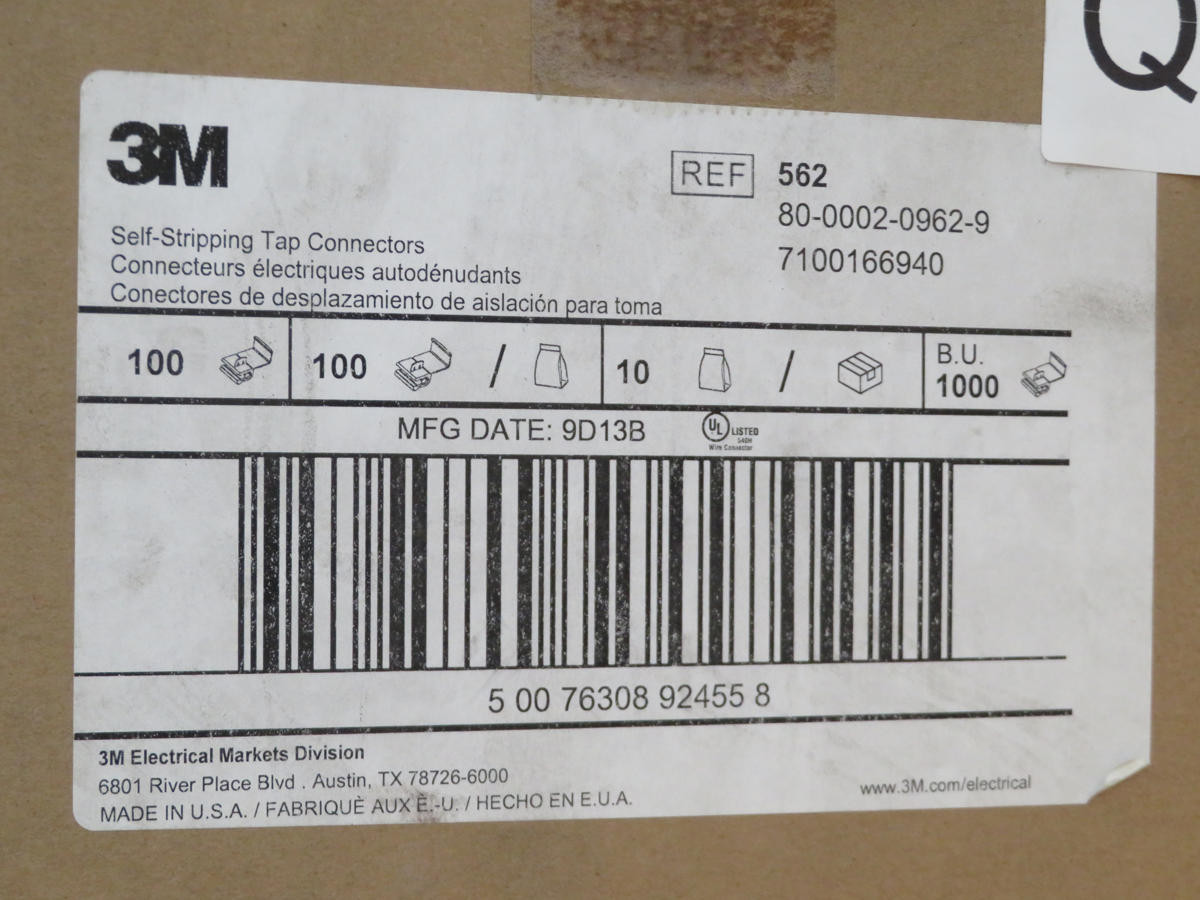 Q
3M
REF 562
80-0002-0962-9
7100166940
Self-Stripping Tap Connectors
Connecteurs électriques autodénudants
Conectores de desplazamiento de aislación para toma
100 100 / 10 / B.U. 1000
MFG DATE: 9D13B UL LISTED
540H
Wire Connector
5 00 76308 92455 8
3M Electrical Markets Division
6801 River Place Blvd . Austin, TX 78726-6000
MADE IN U.S.A. / FABRIQUÈ AUX È.-U. / HECHO EN E.U.A.
www.3M.com/electrical